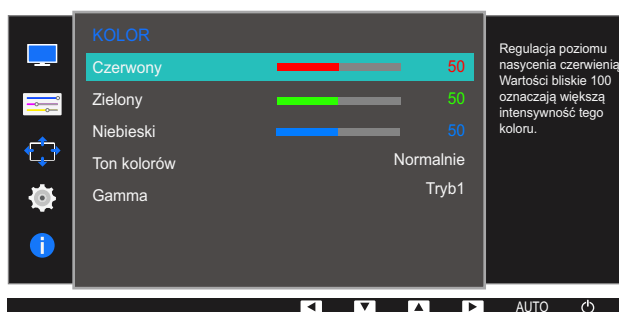 KOLOR
Czerwony 50
Zielony 50
Niebieski 50
Ton kolorów Normalnie
Gamma Tryb1
Regulacja poziomu
nasycenia czerwienią.
Wartości bliskie 100
oznaczają większą
intensywność tego
koloru.
AUTO